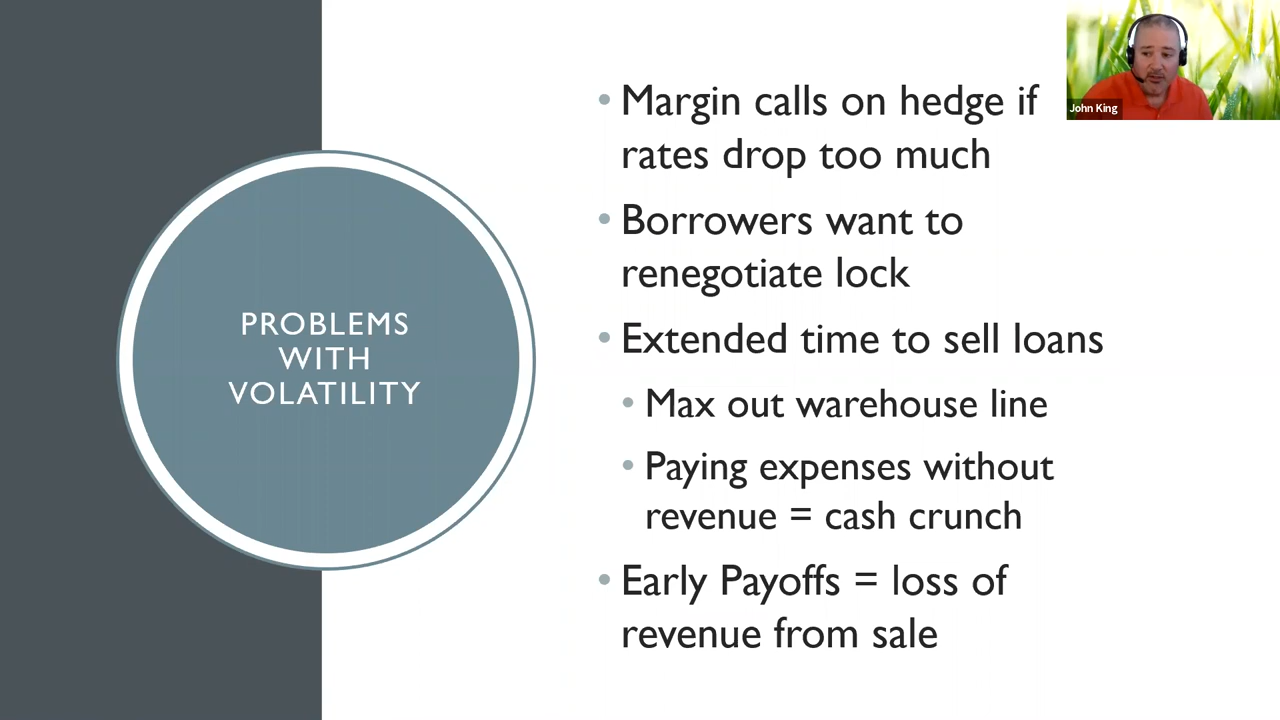 PROBLEMS
WITH
VOLATILITY
• Margin calls on hedge if
rates drop too much
• Borrowers want to
renegotiate lock
• Extended time to sell loans
• Max out warehouse line
• Paying expenses without
revenue = cash crunch
• Early Payoffs = loss of
revenue from sale
John King